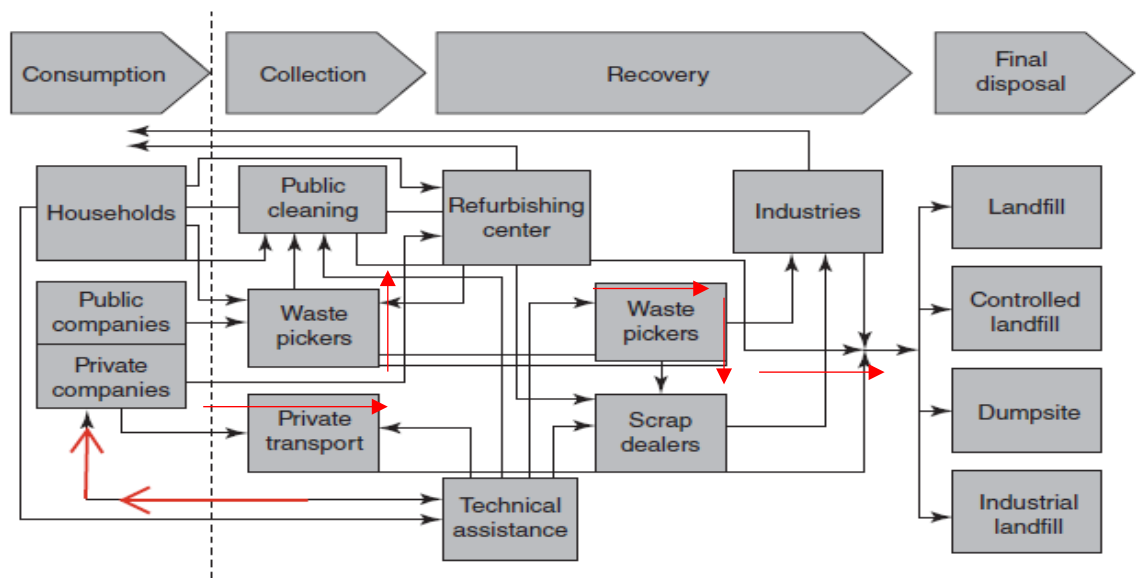 Consumption
Collection
Recovery
Final
disposal
Households
Public
cleaning
Refurbishing
center
Industries
Landfill
Public
companies
Private
companies
Waste
pickers
Waste
pickers
Controlled
landfill
Private
transport
Scrap
dealers
Dumpsite
Technical
assistance
Industrial
landfill